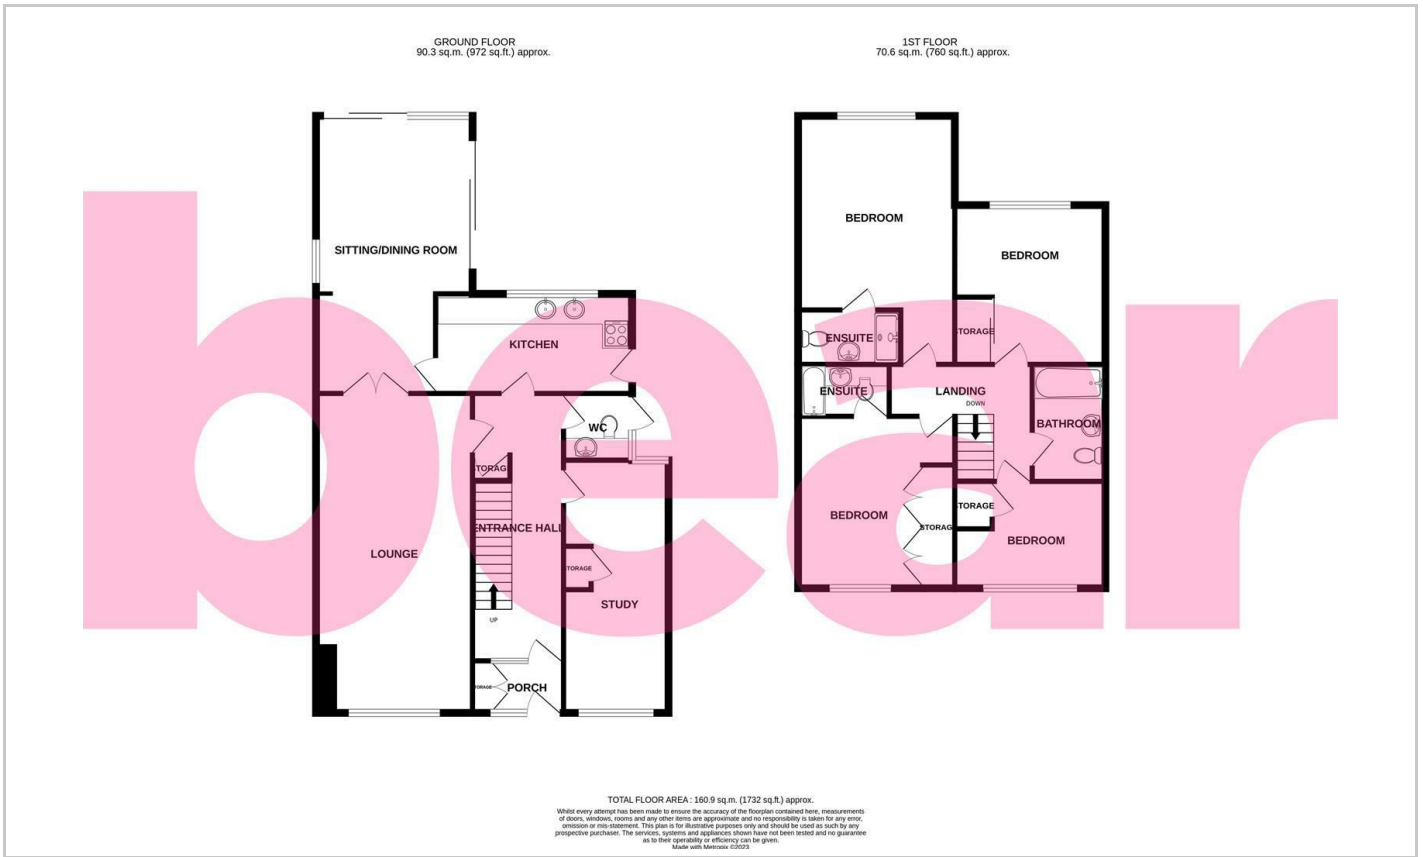 GROUND FLOOR
90.3 sq.m. (972 sq.ft.) approx.
1ST FLOOR
70.6 sq.m. (760 sq.ft.) approx.
bear
SITTING/DINING ROOM
KITCHEN
WC
STORAGE
ENTRANCE HALL
LOUNGE
STORAGE
STUDY
UP
STORAGE
PORCH
BEDROOM
BEDROOM
STORAGE
ENSUITE
ENSUITE
LANDING
DOWN
BATHROOM
BEDROOM
STORAGE
STORAGE
BEDROOM
TOTAL FLOOR AREA : 160.9 sq.m. (1732 sq.ft.) approx.
Whilst every attempt has been made to ensure the accuracy of the floorplan contained here, measurements
of doors, windows, rooms and any other items are approximate and no responsibility is taken for any error,
omission or mis-statement. This plan is for illustrative purposes only and should be used as such by any
prospective purchaser. The services, systems and appliances shown have not been tested and no guarantee
as to their operability or efficiency can be given.
Made with Metropix ©2023